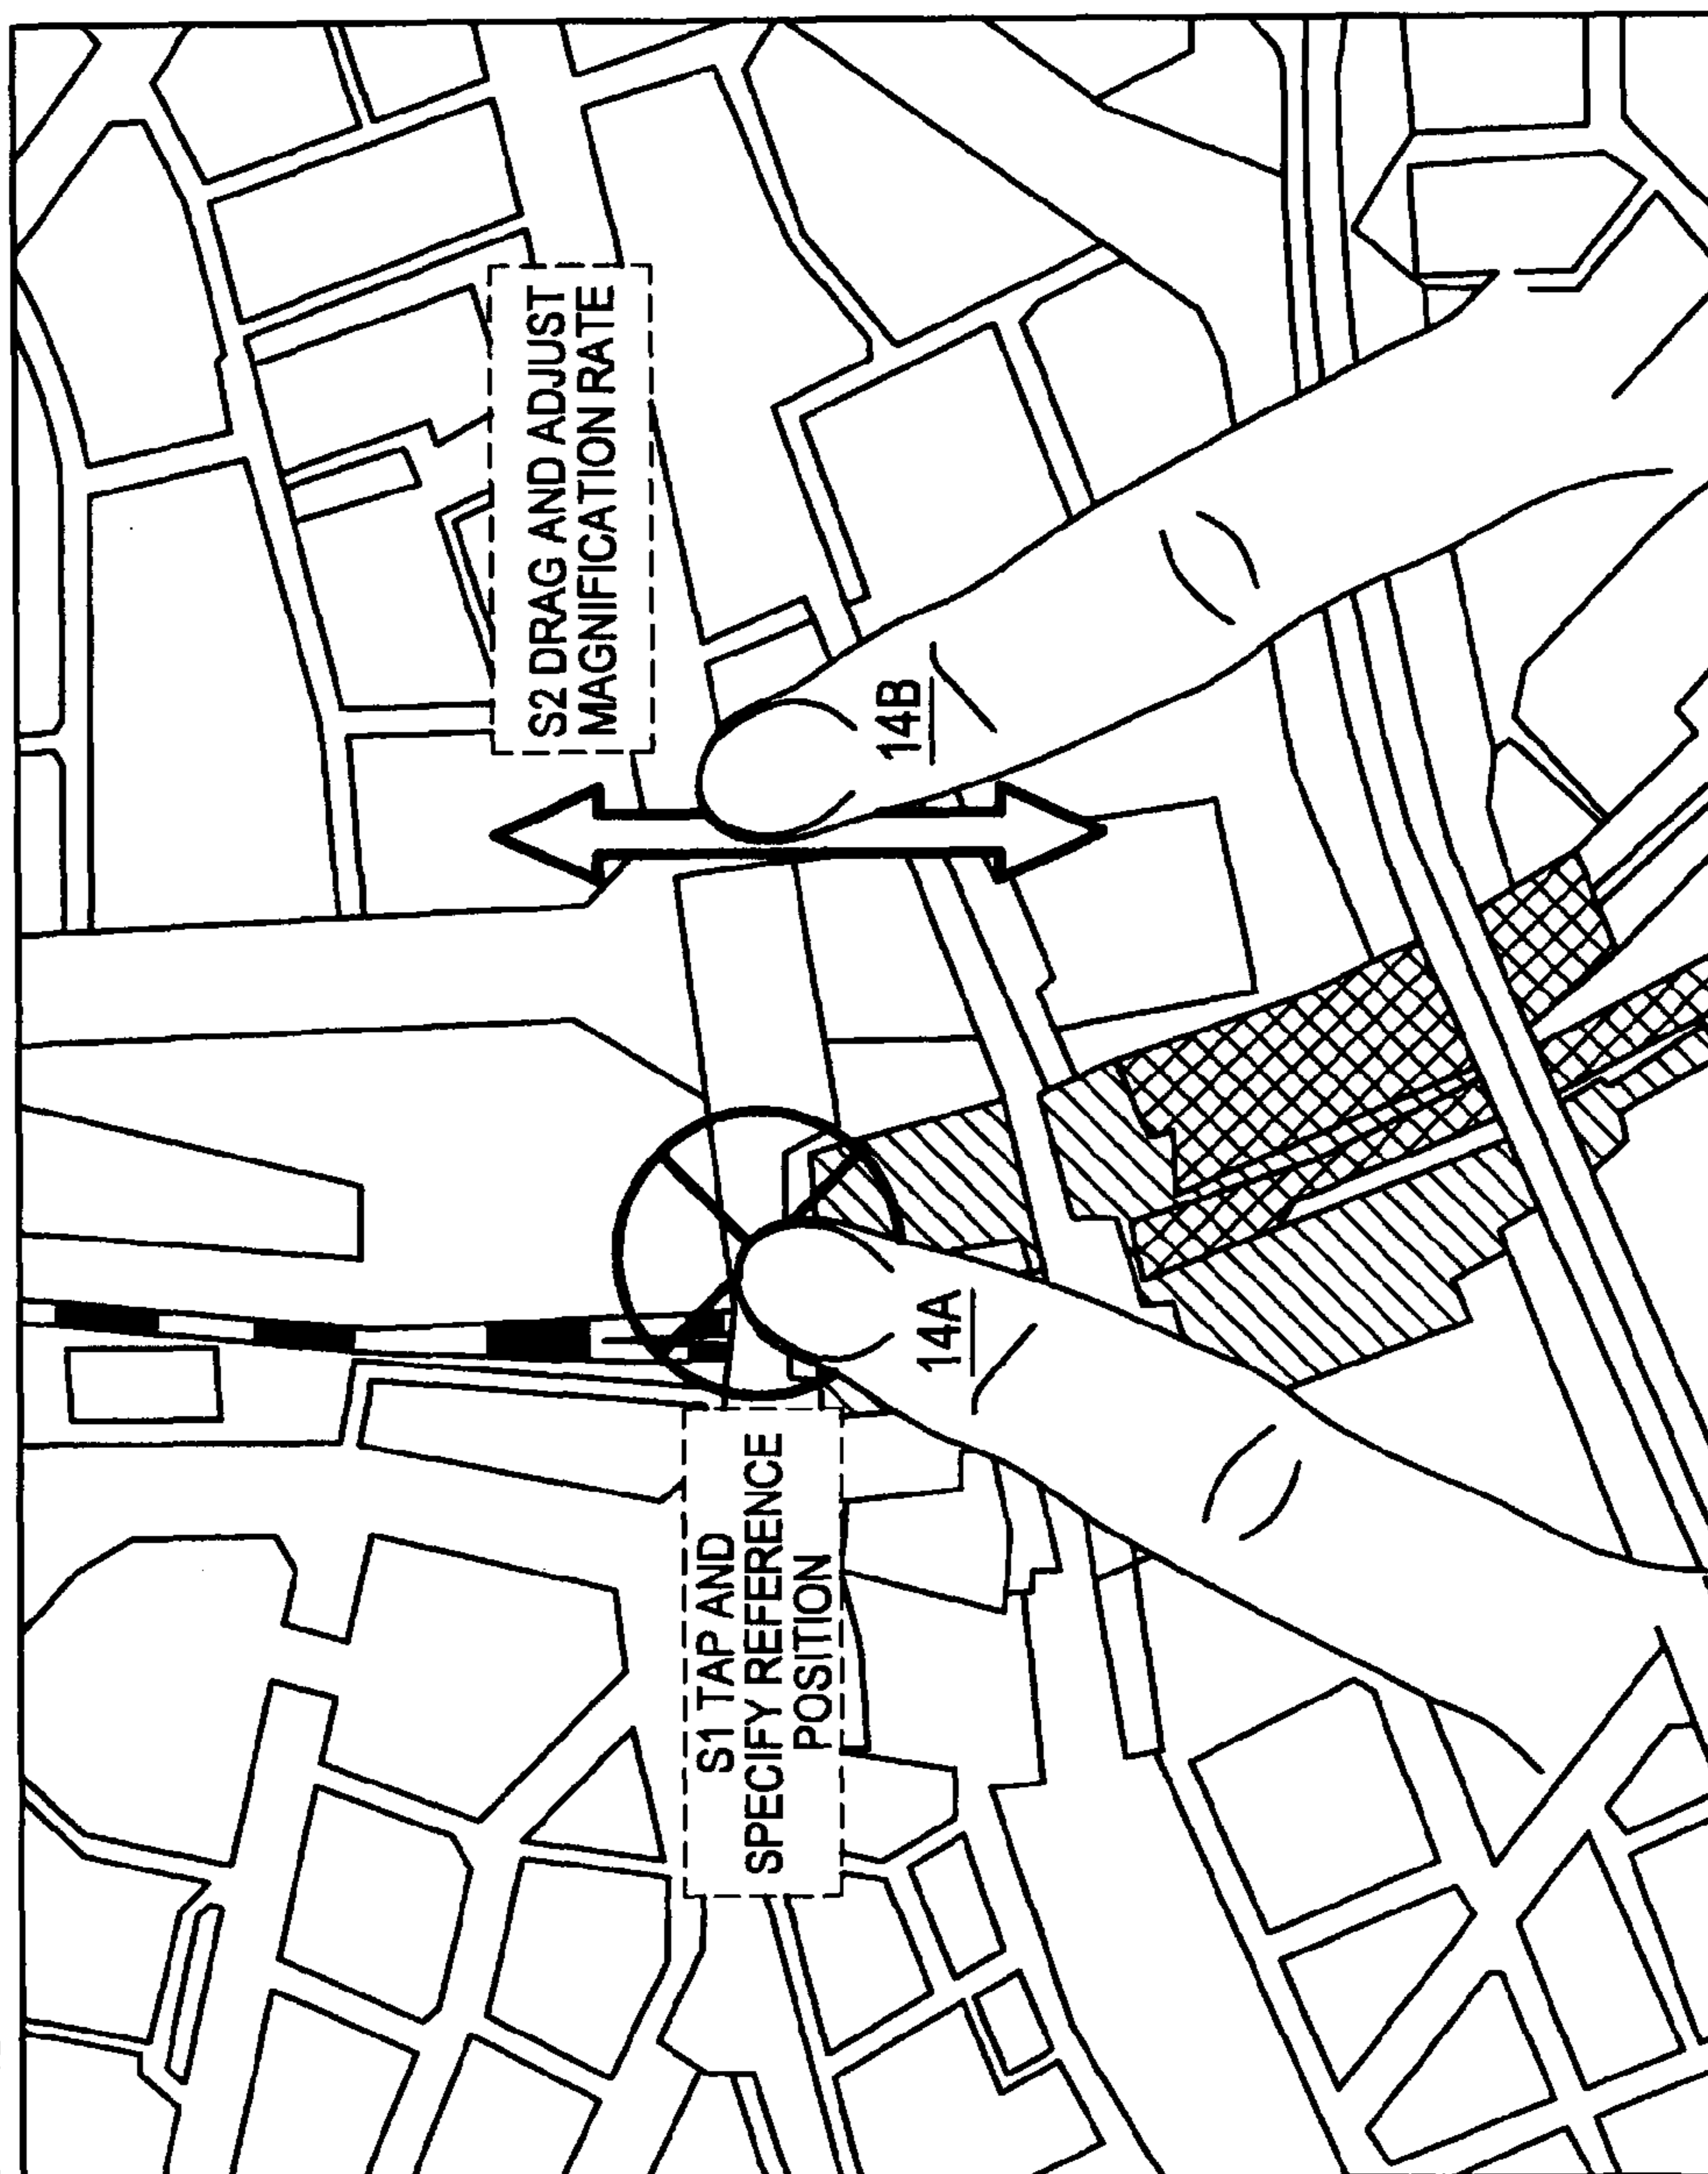 S1 TAP AND
SPECIFY REFERENCE
POSITION
14A
S2 DRAG AND ADJUST
MAGNIFICATION RATE
14B